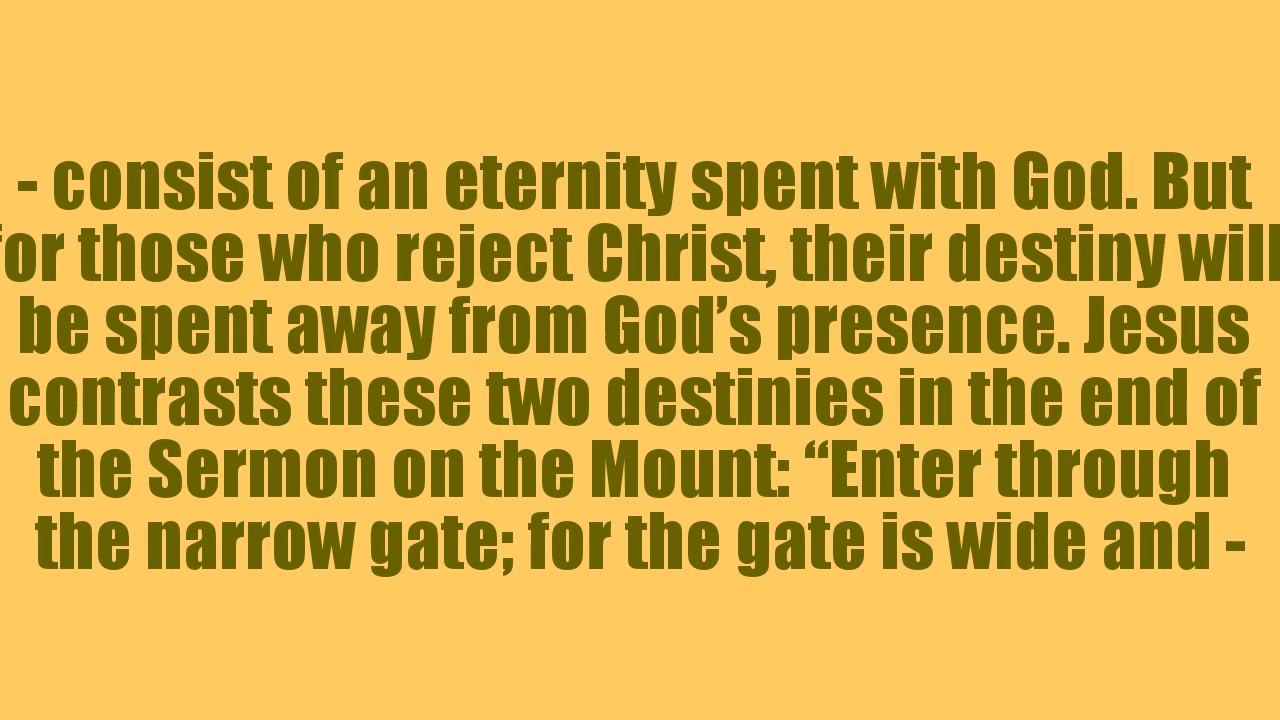 - consist of an eternity spent with God. But
for those who reject Christ, their destiny will
be spent away from God’s presence. Jesus
contrasts these two destinies in the end of
the Sermon on the Mount: “Enter through
the narrow gate; for the gate is wide and -